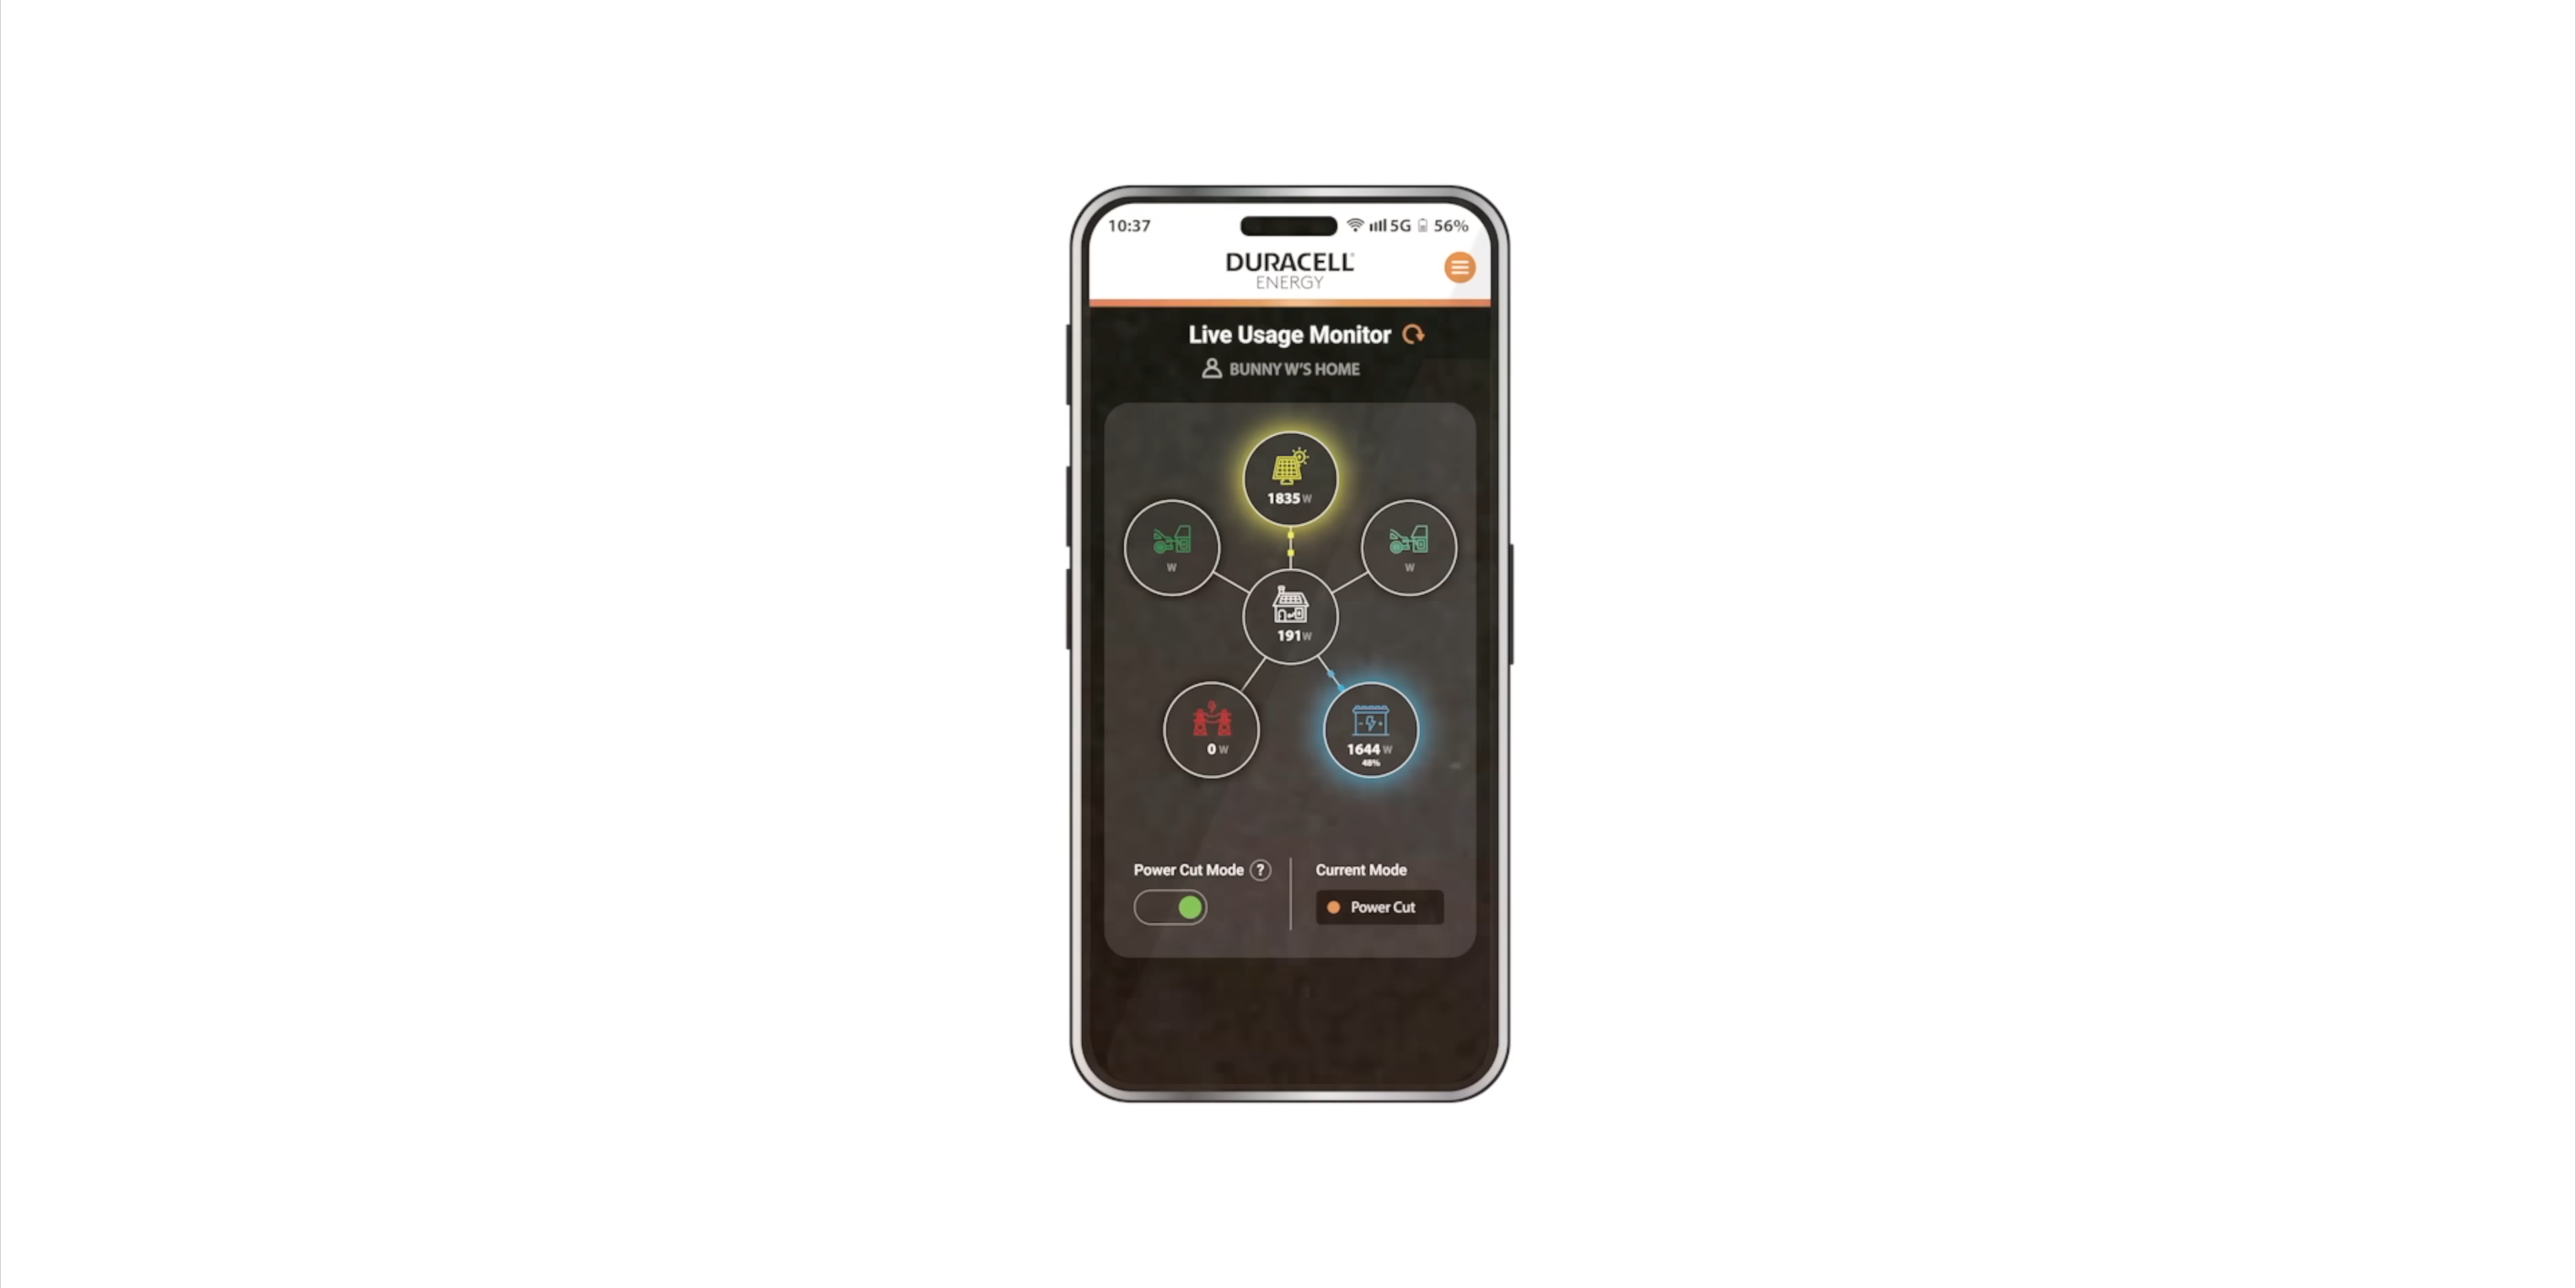 10:37
5G 56%
DURACELL
ENERGY
Live Usage Monitor
BUNNY W'S HOME
1835 W
W
W
191 W
0 W
1644 W
48%
Power Cut Mode ?
Current Mode
Power Cut